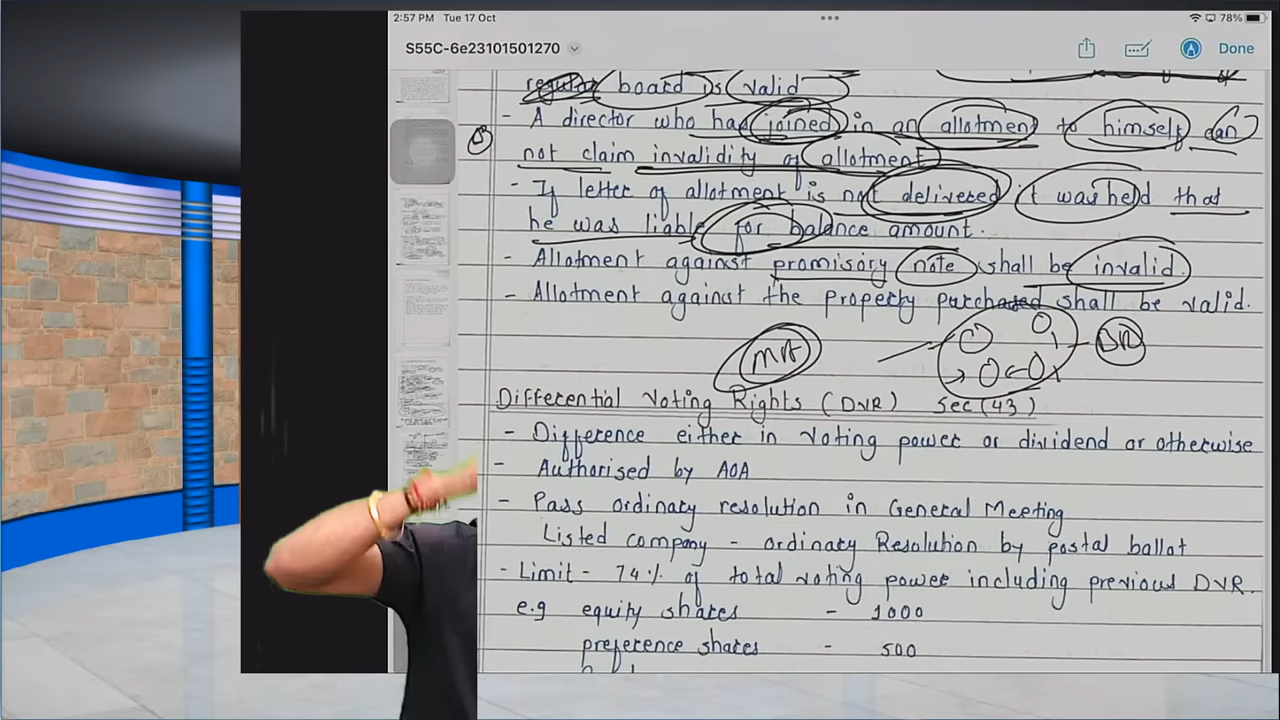 2:57 PM Tue 17 Oct
78%
S55C-6e23101501270
Done
board is valid
- A director who had joined in an allotment to himself can
not claim invalidity of allotment
- If letter of allotment is not delivered it was held that
he was liable for balance amount.
- Allotment against promisory note shall be invalid.
- Allotment against the property purchased shall be valid.
Differential Voting Rights (DVR) Sec (43)
- Difference either in voting power or dividend or otherwise
- Authorised by AOA
- Pass ordinary resolution in General Meeting
Listed company - ordinary Resolution by postal ballot
- Limit - 74% of total voting power including previous DVR.
e.g equity shares - 1000
preference shares - 500